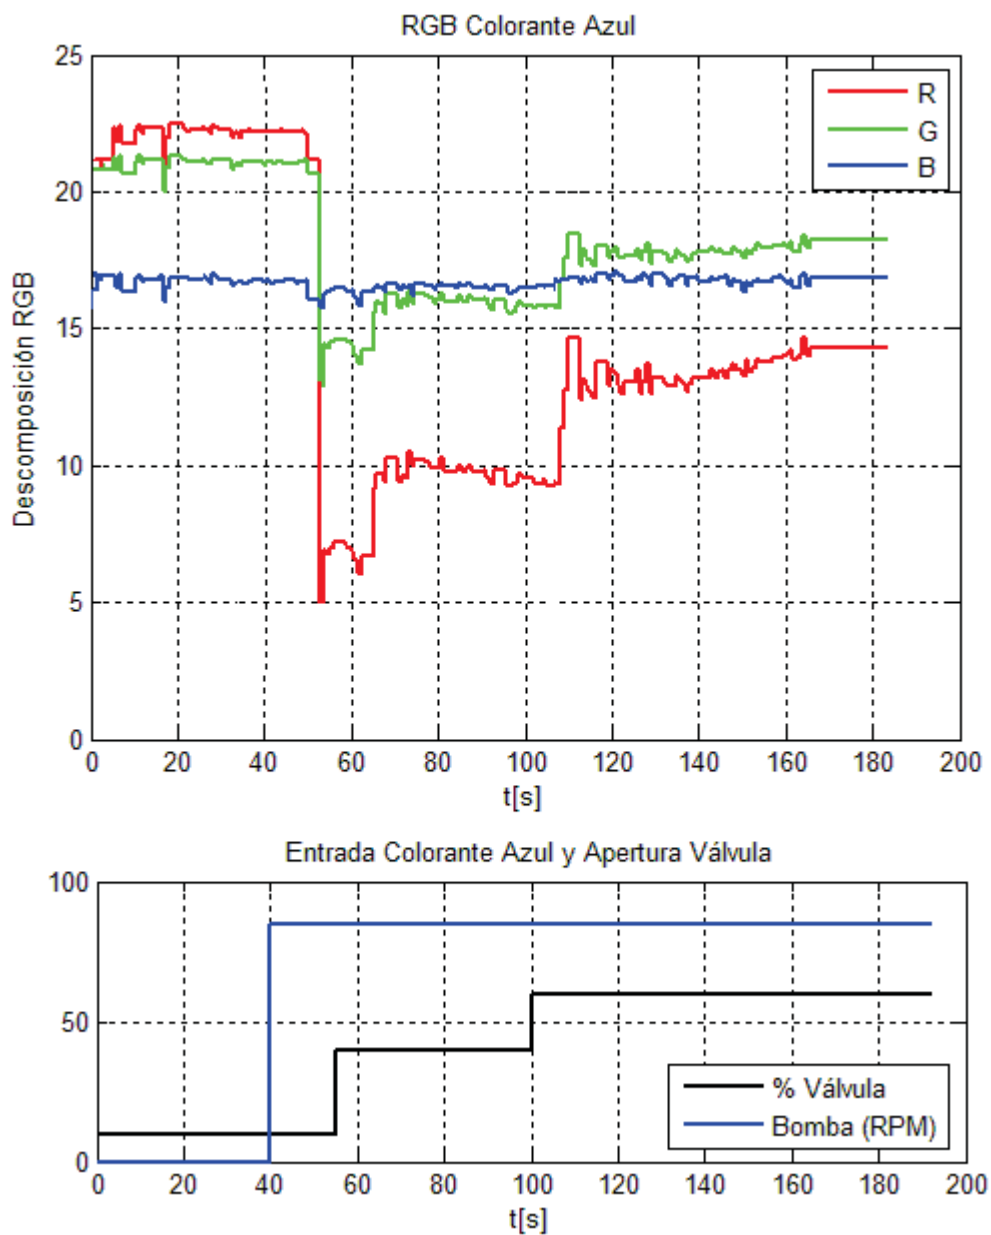 RGB Colorante Azul
25
20
15
10
5
0
Descomposición RGB
R
G
B
0 20 40 60 80 100 120 140 160 180 200
t[s]
Entrada Colorante Azul y Apertura Válvula
100
50
0
% Válvula
Bomba (RPM)
0 20 40 60 80 100 120 140 160 180 200
t[s]